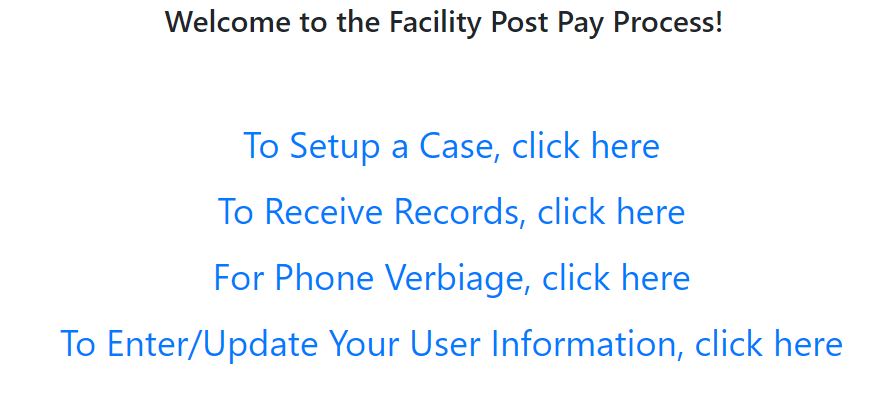 Welcome to the Facility Post Pay Process!
To Setup a Case, click here
To Receive Records, click here
For Phone Verbiage, click here
To Enter/Update Your User Information, click here